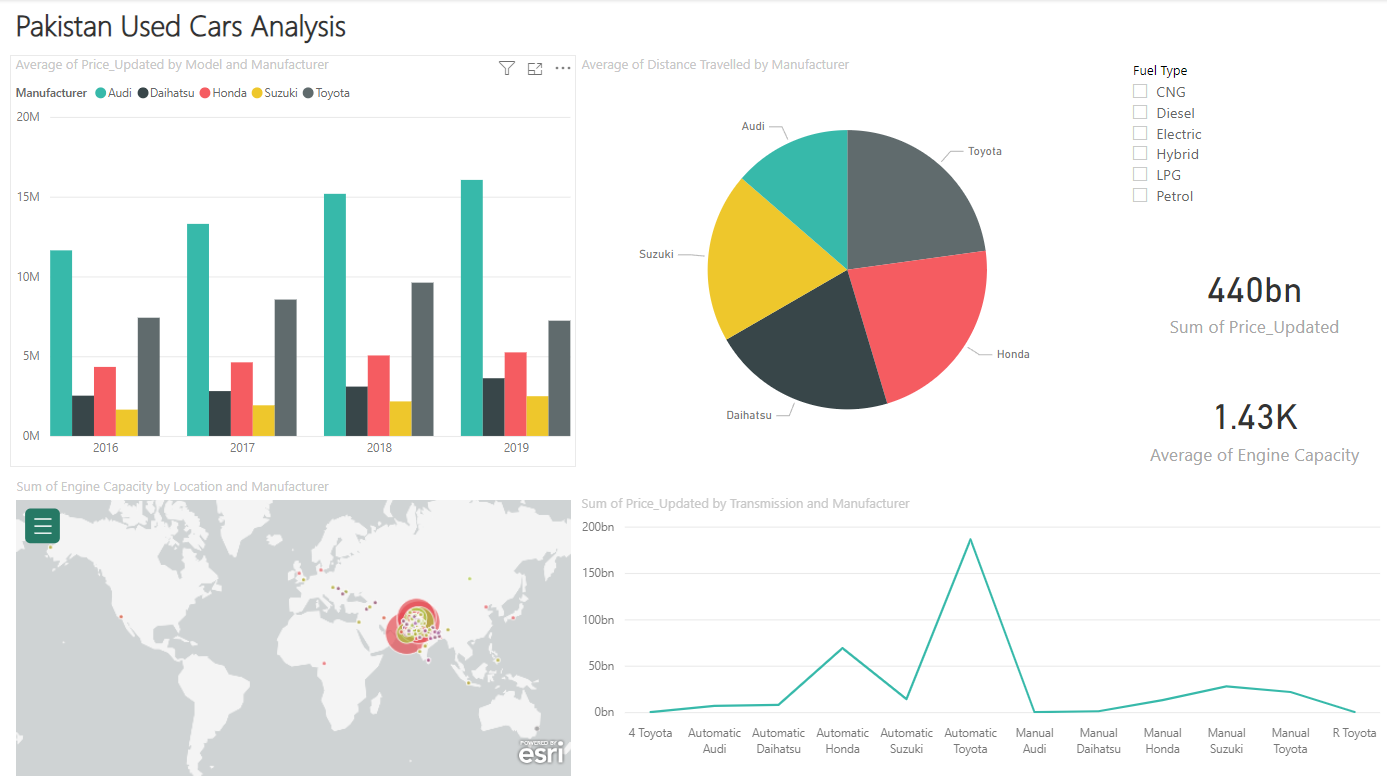 Pakistan Used Cars Analysis
Average of Price_Updated by Model and Manufacturer
Manufacturer Audi Daihatsu Honda Suzuki Toyota
20M
15M
10M
5M
0M
2016 2017 2018 2019
Average of Distance Travelled by Manufacturer
Audi
Toyota
Suzuki
Honda
Daihatsu
Fuel Type
CNG
Diesel
Electric
Hybrid
LPG
Petrol
440bn
Sum of Price_Updated
1.43K
Average of Engine Capacity
Sum of Engine Capacity by Location and Manufacturer
POWERED BY
esri
Sum of Price_Updated by Transmission and Manufacturer
200bn
150bn
100bn
50bn
0bn
4 Toyota
Automatic Audi
Automatic Daihatsu
Automatic Honda
Automatic Suzuki
Automatic Toyota
Manual Audi
Manual Daihatsu
Manual Honda
Manual Suzuki
Manual Toyota
R Toyota